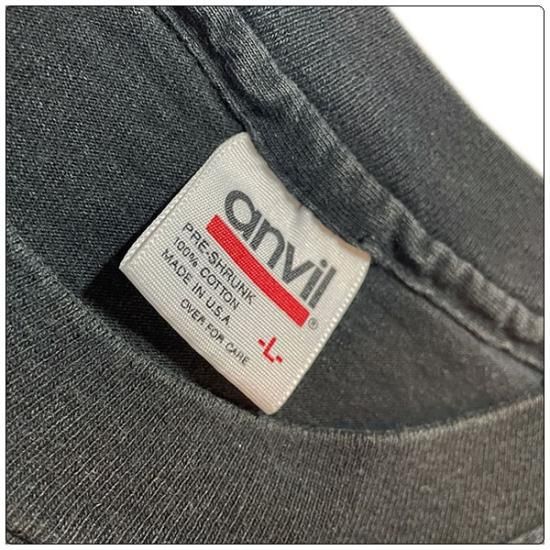 anvil
®
PRE-SHRUNK
100% COTTON
MADE IN U.S.A
OVER FOR CARE
-L-